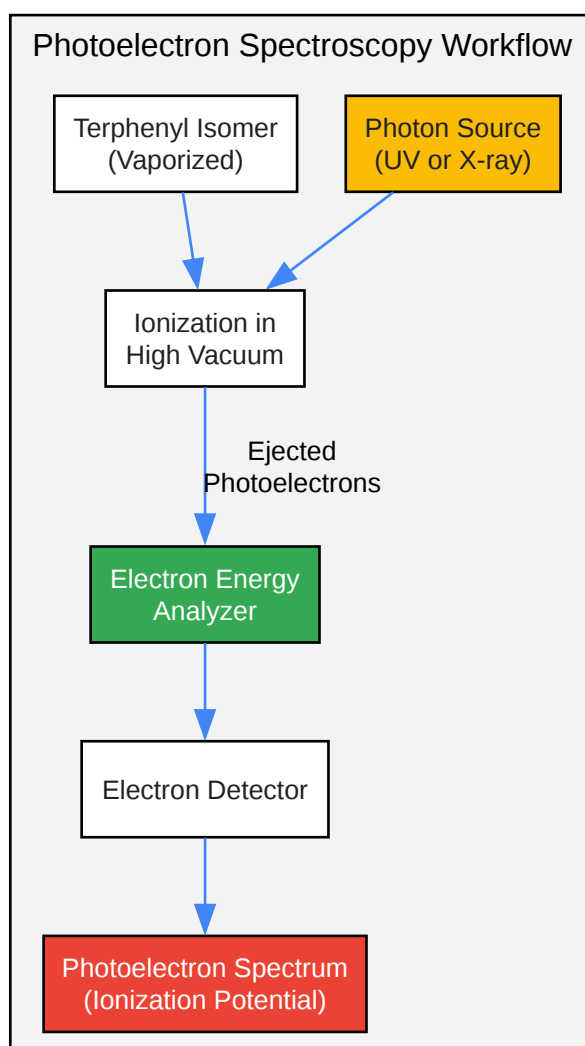 Photoelectron Spectroscopy Workflow
Terphenyl Isomer
(Vaporized)
Photon Source
(UV or X-ray)
Ionization in
High Vacuum
Ejected
Photoelectrons
Electron Energy
Analyzer
Electron Detector
Photoelectron Spectrum
(Ionization Potential)